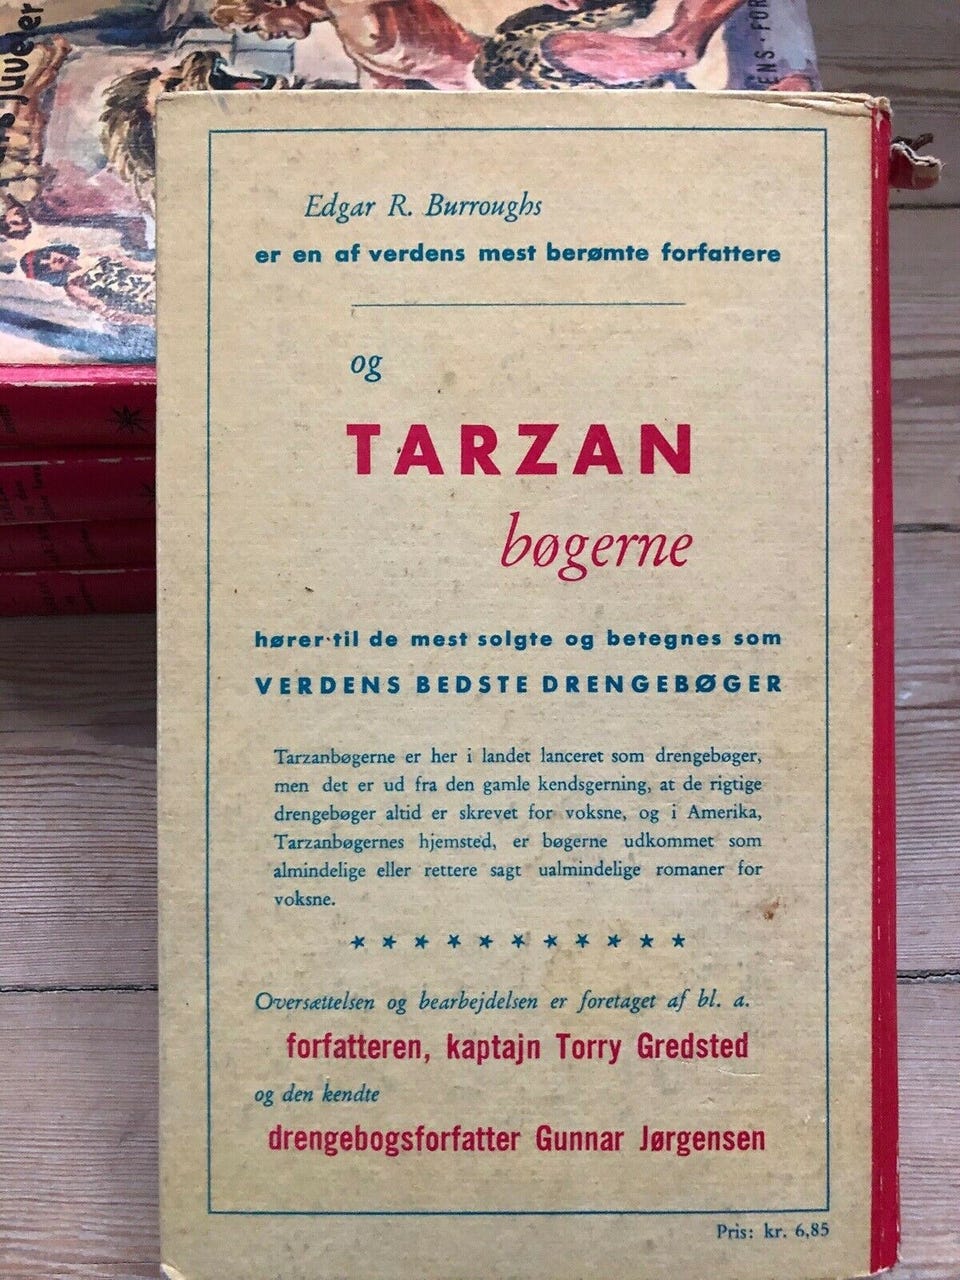 juveler
ENS · FOR
Edgar R. Burroughs
er en af verdens mest berømte forfattere
og
TARZAN
bøgerne
hører til de mest solgte og betegnes som
VERDENS BEDSTE DRENGEBØGER
Tarzanbøgerne er her i landet lanceret som drengebøger,
men det er ud fra den gamle kendsgerning, at de rigtige
drengebøger altid er skrevet for voksne, og i Amerika,
Tarzanbøgernes hjemsted, er bøgerne udkommet som
almindelige eller rettere sagt ualmindelige romaner for
voksne.
★ ★ ★ ★ ★ ★ ★ ★ ★ ★ ★
Oversættelsen og bearbejdelsen er foretaget af bl. a.
forfatteren, kaptajn Torry Gredsted
og den kendte
drengebogsforfatter Gunnar Jørgensen
Pris: kr. 6,85